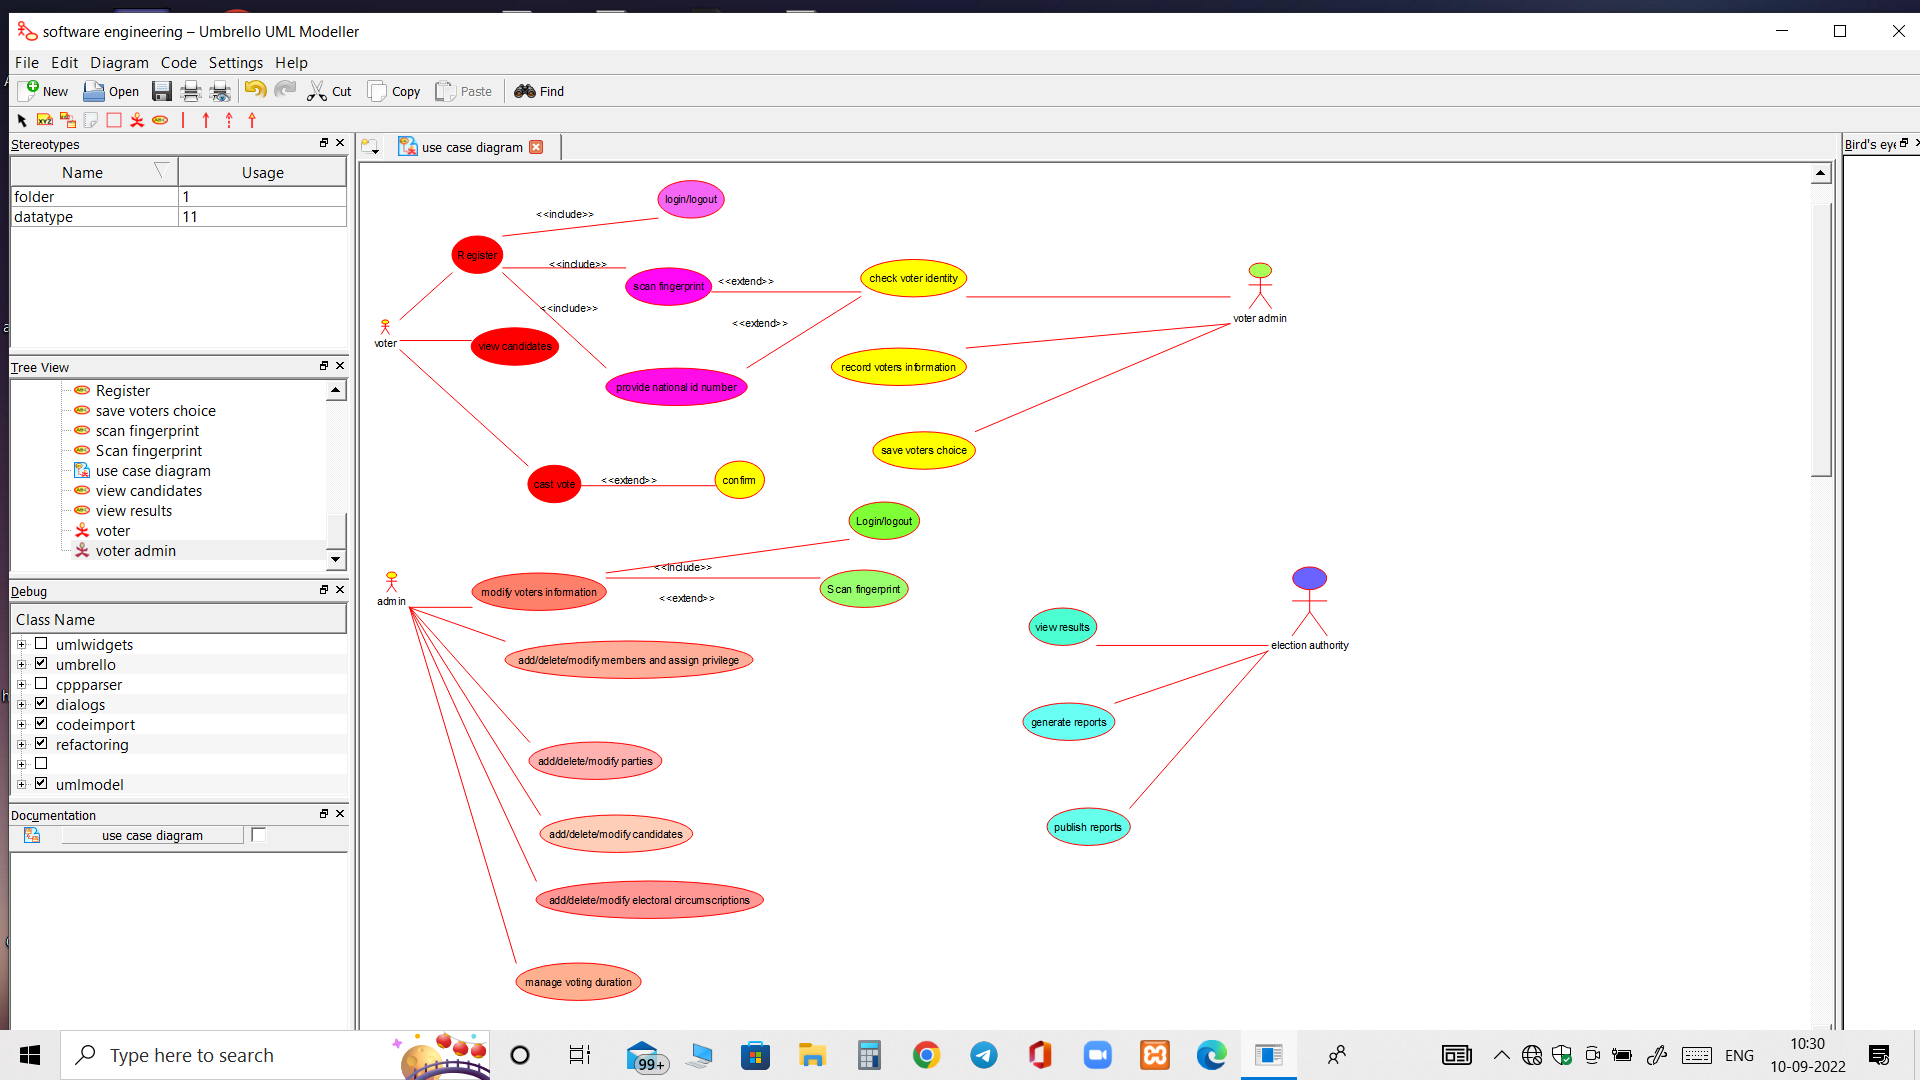 software engineering – Umbrello UML Modeller
File Edit Diagram Code Settings Help
New Open Cut Copy Paste Find
Stereotypes
Name Usage
folder 1
datatype 11
Tree View
Register
save voters choice
scan fingerprint
Scan fingerprint
use case diagram
view candidates
view results
voter
voter admin
Debug
Class Name
umlwidgets
umbrello
cppparser
dialogs
codeimport
refactoring
umlmodel
Documentation
use case diagram
use case diagram
Bird's eye
login/logout
<<include>>
Register
<<include>>
scan fingerprint
<<extend>>
check voter identity
<<include>>
<<extend>>
voter admin
voter
view candidates
record voters information
provide national id number
save voters choice
cast vote
<<extend>>
confirm
Login/logout
<<include>>
admin
modify voters information
Scan fingerprint
<<extend>>
view results
election authority
add/delete/modify members and assign privilege
generate reports
add/delete/modify parties
publish reports
add/delete/modify candidates
add/delete/modify electoral circumscriptions
manage voting duration
Type here to search
99+
ENG
10:30
10-09-2022